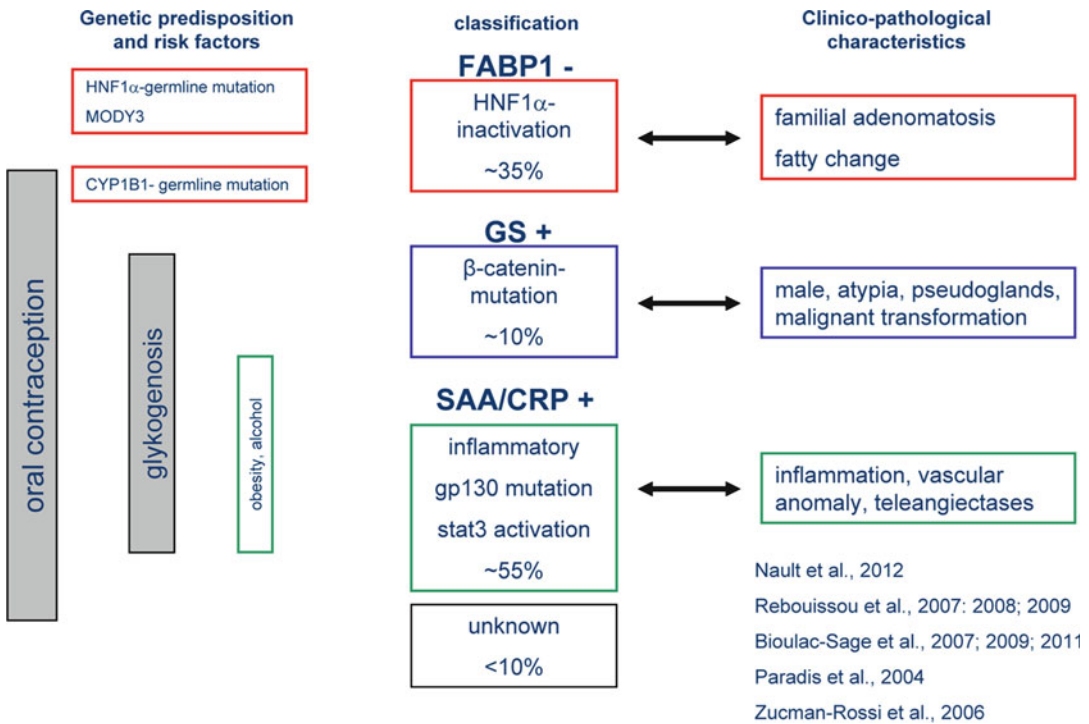 Genetic predisposition
and risk factors
HNF1α-germline mutation
MODY3
CYP1B1- germline mutation
oral contraception
glykogenosis
obesity, alcohol
classification
FABP1 -
HNF1α-
inactivation
~35%
GS +
β-catenin-
mutation
~10%
SAA/CRP +
inflammatory
gp130 mutation
stat3 activation
~55%
unknown
<10%
Clinico-pathological
characteristics
familial adenomatosis
fatty change
male, atypia, pseudoglands,
malignant transformation
inflammation, vascular
anomaly, teleangiectases
Nault et al., 2012
Rebouissou et al., 2007: 2008; 2009
Bioulac-Sage et al., 2007; 2009; 2011
Paradis et al., 2004
Zucman-Rossi et al., 2006